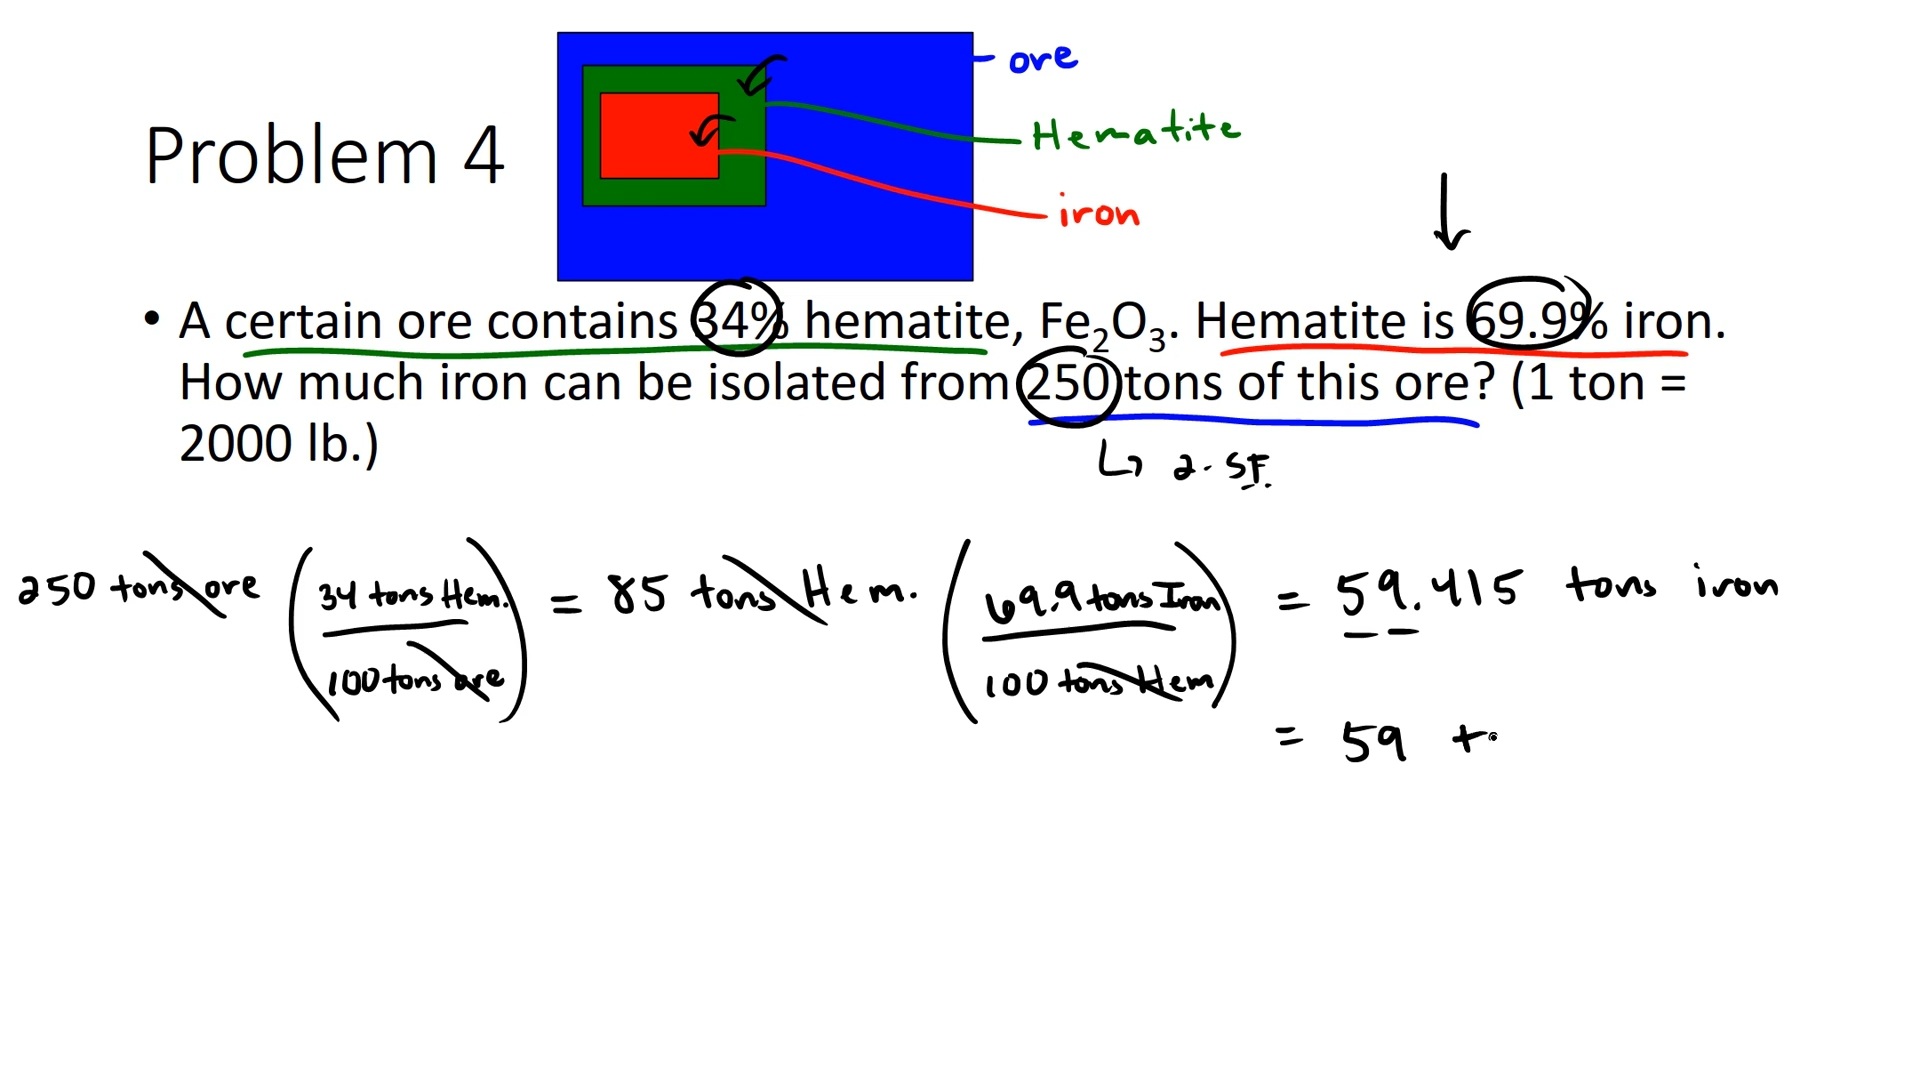 ore
Hematite
Problem 4
iron
• A certain ore contains 34% hematite, Fe₂O₃. Hematite is 69.9% iron.
How much iron can be isolated from 250 tons of this ore? (1 ton =
2000 lb.)
↳ 2. SF.
250 tons ore (34 tons Hem. / 100 tons ore) = 85 tons Hem. (69.9 tons Iron / 100 tons Hem) = 59.415 tons iron
= 59 t